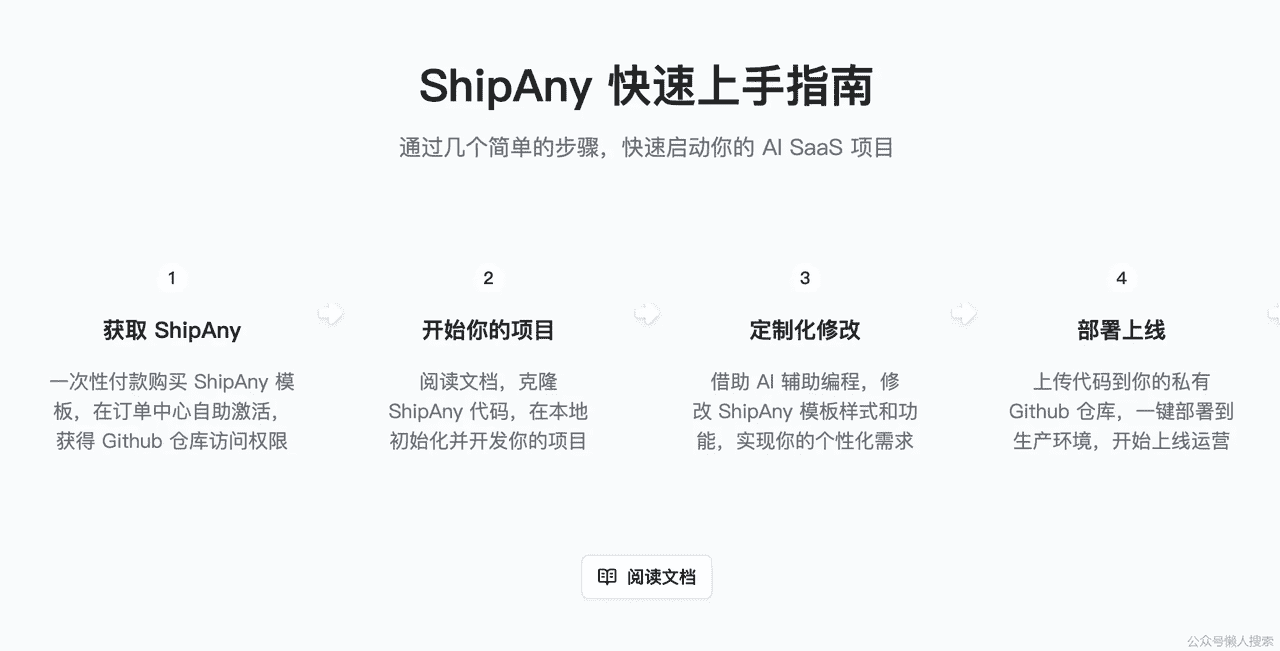 ShipAny 快速上手指南
通过几个简单的步骤，快速启动你的 AI SaaS 项目
1
获取 ShipAny
一次性付款购买 ShipAny 模
板，在订单中心自助激活，
获得 Github 仓库访问权限
2
开始你的项目
阅读文档，克隆
ShipAny 代码，在本地
初始化并开发你的项目
3
定制化修改
借助 AI 辅助编程，修
改 ShipAny 模板样式和功
能，实现你的个性化需求
4
部署上线
上传代码到你的私有
Github 仓库，一键部署到
生产环境，开始上线运营
阅读文档
公众号懒人搜索